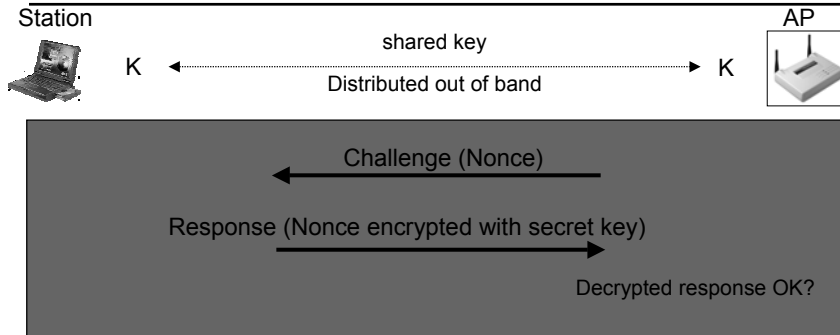 Station
AP
shared key
K
K
Distributed out of band
Challenge (Nonce)
Response (Nonce encrypted with secret key)
Decrypted response OK?